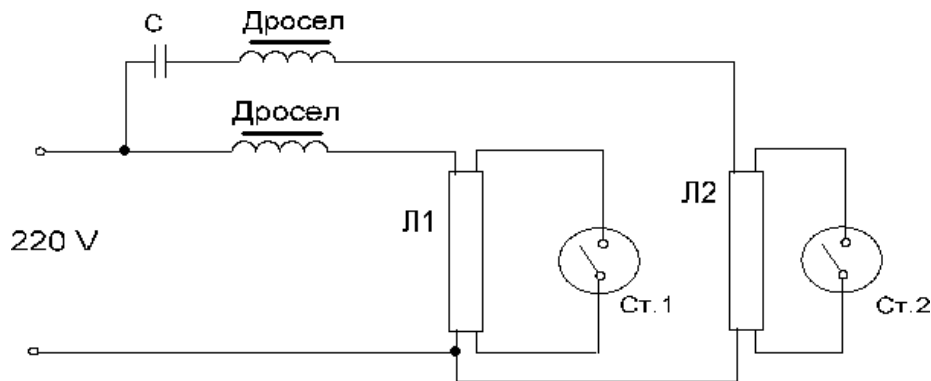 С
Дросел
Дросел
Л1
Л2
220 V
Ст.1
Ст.2